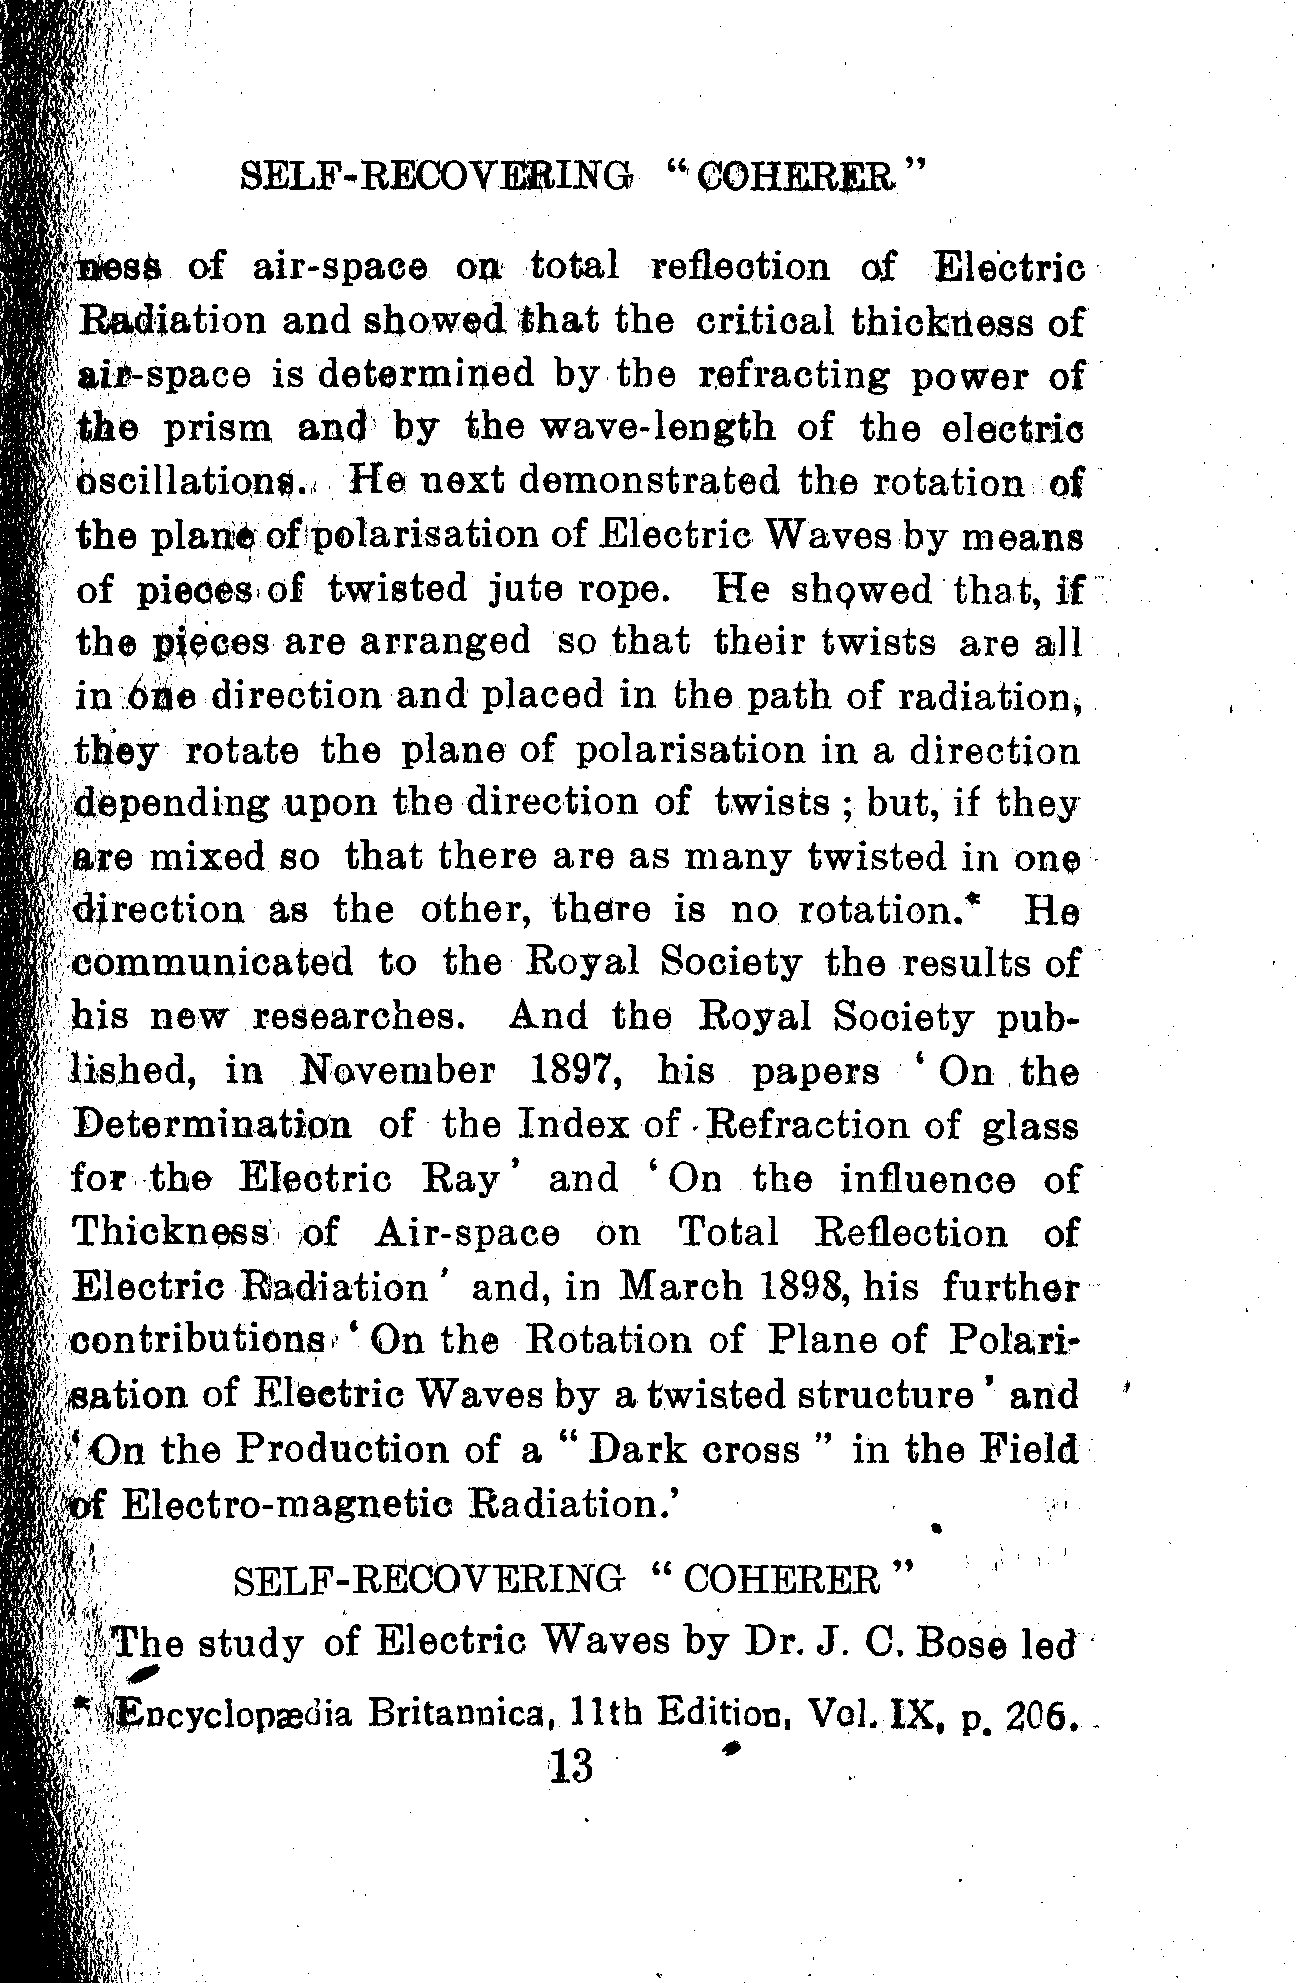 SELF-RECOVERING “ COHERER ”
ness of air-space on total reflection of Electric
Radiation and showed that the critical thickness of
air-space is determined by the refracting power of
the prism and by the wave-length of the electric
oscillations. He next demonstrated the rotation of
the plane of polarisation of Electric Waves by means
of pieces of twisted jute rope. He showed that, if
the pieces are arranged so that their twists are all
in one direction and placed in the path of radiation,
they rotate the plane of polarisation in a direction
depending upon the direction of twists ; but, if they
are mixed so that there are as many twisted in one
direction as the other, there is no rotation.* He
communicated to the Royal Society the results of
his new researches. And the Royal Society pub-
lished, in November 1897, his papers ‘ On the
Determination of the Index of Refraction of glass
for the Electric Ray ’ and ‘ On the influence of
Thickness of Air-space on Total Reflection of
Electric Radiation ’ and, in March 1898, his further
contributions ‘ On the Rotation of Plane of Polari-
sation of Electric Waves by a twisted structure ’ and
‘ On the Production of a “ Dark cross ” in the Field
of Electro-magnetic Radiation.’
SELF-RECOVERING “ COHERER ”
The study of Electric Waves by Dr. J. C. Bose led
* Encyclopædia Britannica, 11th Edition, Vol. IX, p. 206.
13